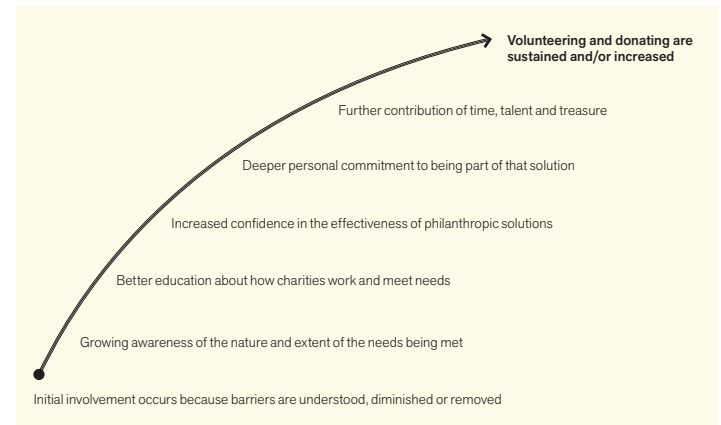 Volunteering and donating are
sustained and/or increased
Further contribution of time, talent and treasure
Deeper personal commitment to being part of that solution
Increased confidence in the effectiveness of philanthropic solutions
Better education about how charities work and meet needs
Growing awareness of the nature and extent of the needs being met
Initial involvement occurs because barriers are understood, diminished or removed